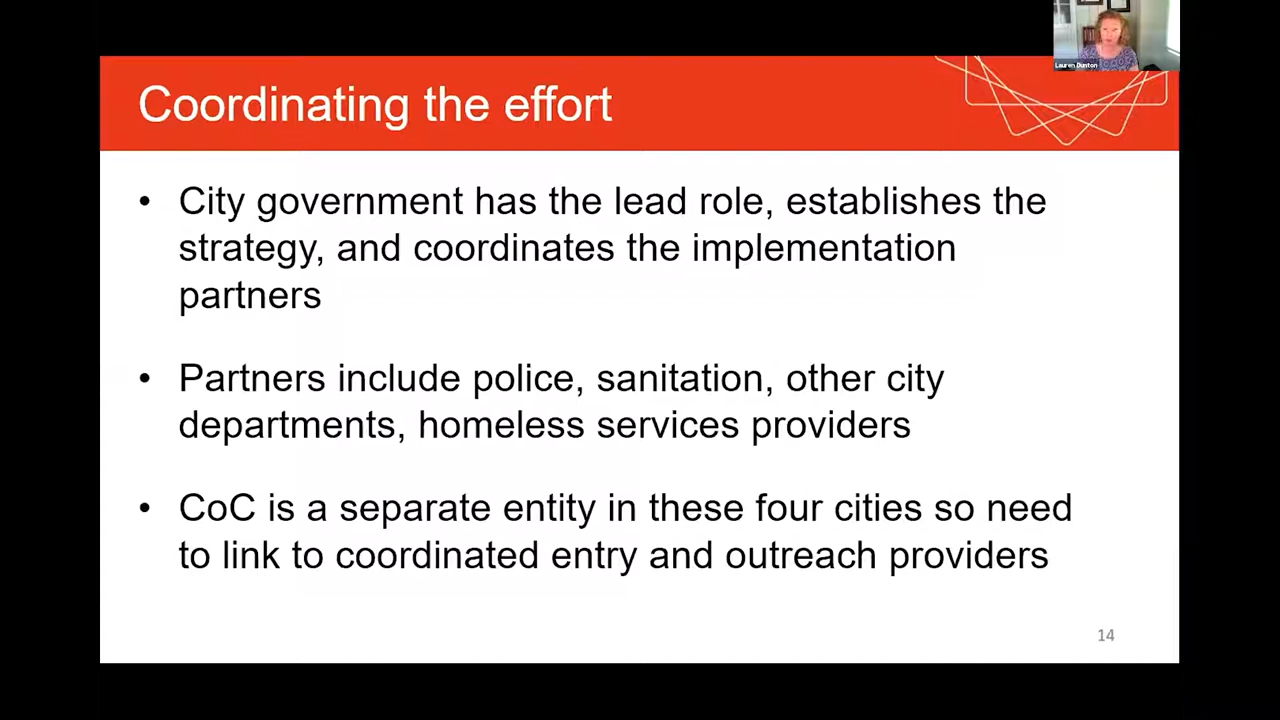 Lauren Dunton
Coordinating the effort
• City government has the lead role, establishes the
strategy, and coordinates the implementation
partners
• Partners include police, sanitation, other city
departments, homeless services providers
• CoC is a separate entity in these four cities so need
to link to coordinated entry and outreach providers
14